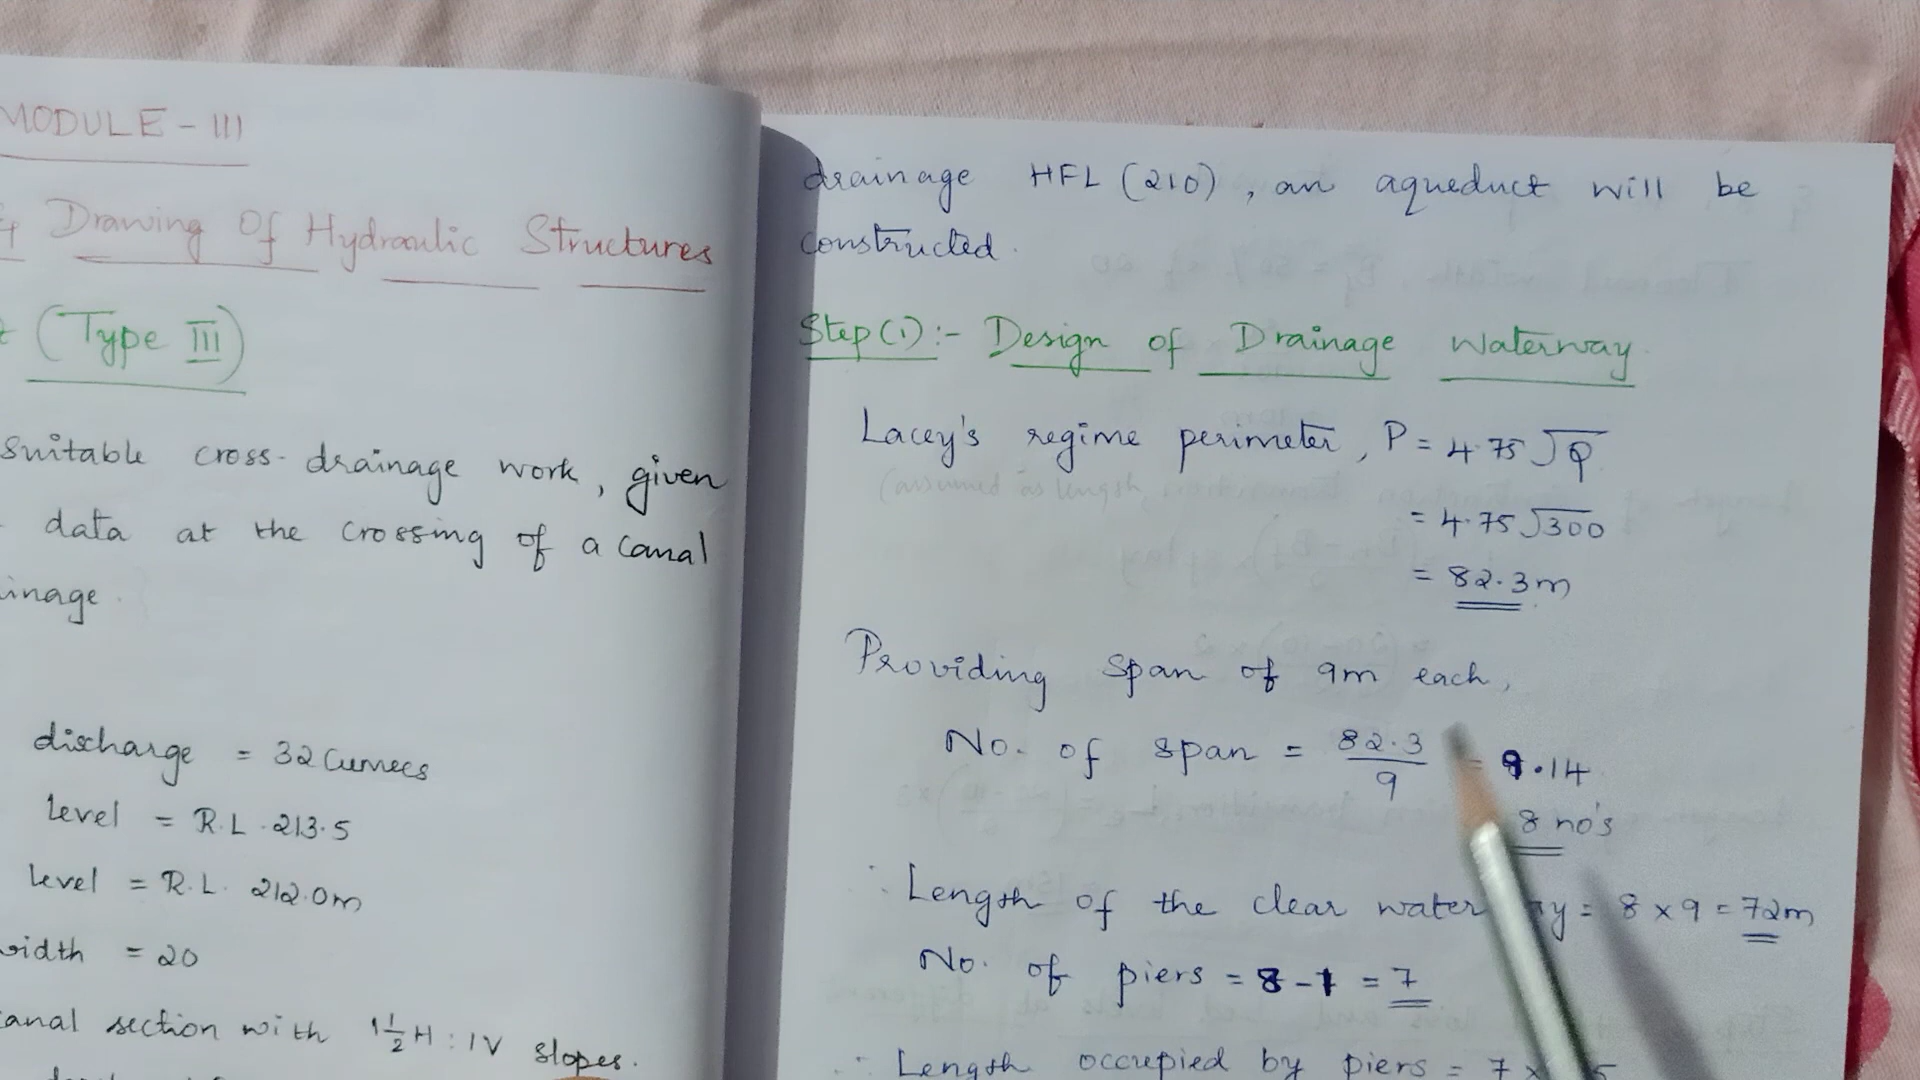 MODULE - III
Drawing Of Hydraulic Structures
(Type III)
suitable cross-drainage work, given
data at the crossing of a canal
inage.
discharge = 32 Cumecs
level = R.L. 213.5
level = R.L. 212.0m
width = 20
canal section with 1 1/2 H : 1V slopes.
drainage HFL (210), an aqueduct will be
constructed.
Step(1):- Design of Drainage Waterway
Lacey's regime perimeter, P = 4.75 √Q
= 4.75 √300
= 82.3m
Providing span of 9m each,
No. of span = 82.3/9 = 9.14
8 no's
∴ Length of the clear water y = 8 x 9 = 72m
No. of piers = 8 - 1 = 7
∴ Length occupied by piers = 7 x